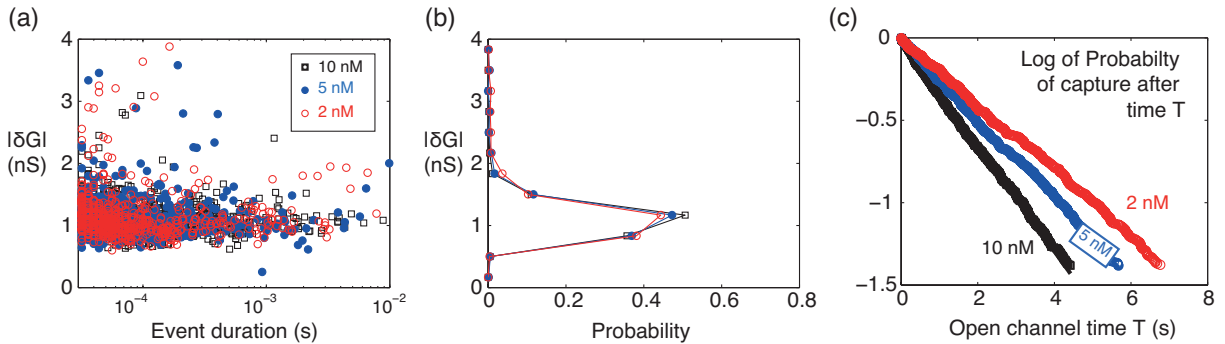 (a)
4
3
|δG|
(nS)
2
1
0
10 nM
5 nM
2 nM
10⁻⁴
10⁻³
10⁻²
Event duration (s)
(b)
4
3
|δG|
(nS)
2
1
0
0
0.2
0.4
0.6
0.8
Probability
(c)
0
−0.5
−1
−1.5
Log of Probabilty
of capture after
time T
2 nM
5 nM
10 nM
0
2
4
6
8
Open channel time T (s)